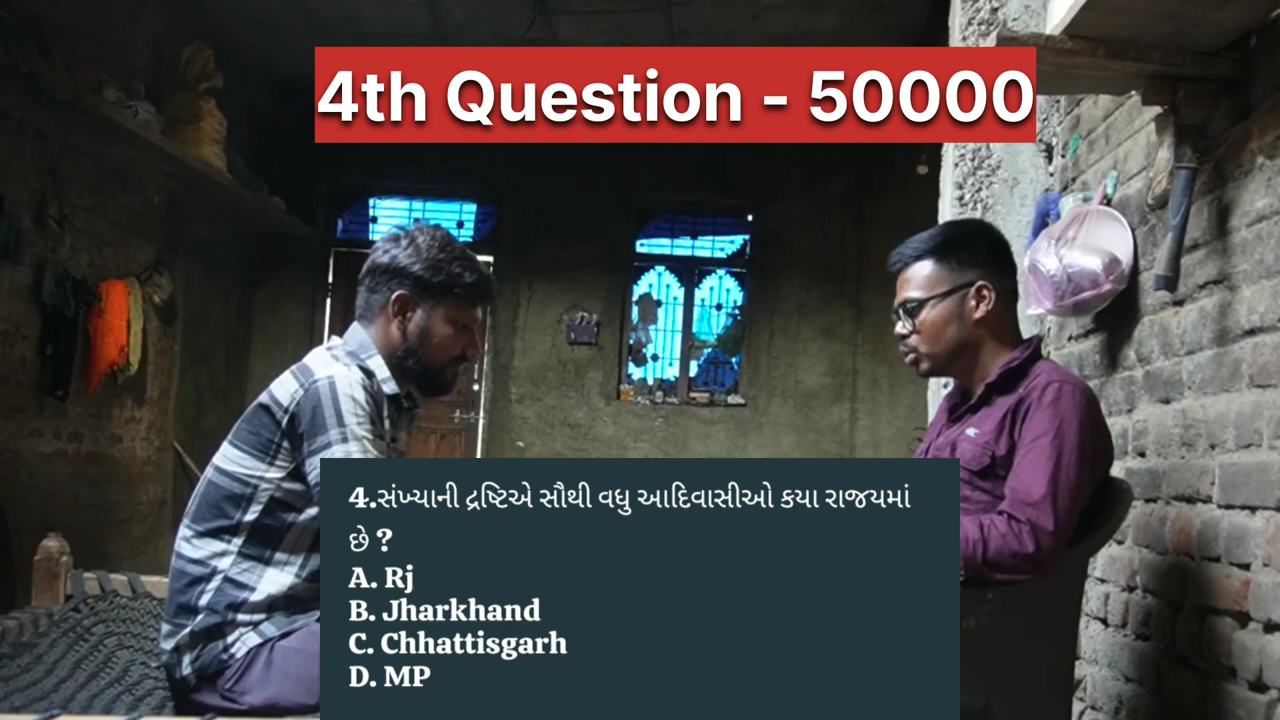 4th Question - 50000
4.સંખ્યાની દ્રષ્ટિએ સૌથી વધુ આદિવાસીઓ કયા રાજયમાં
છે ?
A. Rj
B. Jharkhand
C. Chhattisgarh
D. MP